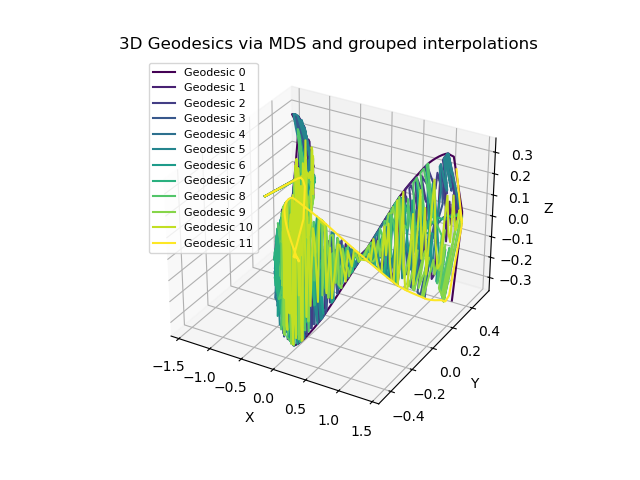 3D Geodesics via MDS and grouped interpolations
Geodesic 0
Geodesic 1
Geodesic 2
Geodesic 3
Geodesic 4
Geodesic 5
Geodesic 6
Geodesic 7
Geodesic 8
Geodesic 9
Geodesic 10
Geodesic 11
0.3
0.2
0.1
0.0
−0.1
−0.2
−0.3
Z
−1.5
−1.0
−0.5
0.0
0.5
1.0
1.5
X
−0.4
−0.2
0.0
0.2
0.4
Y